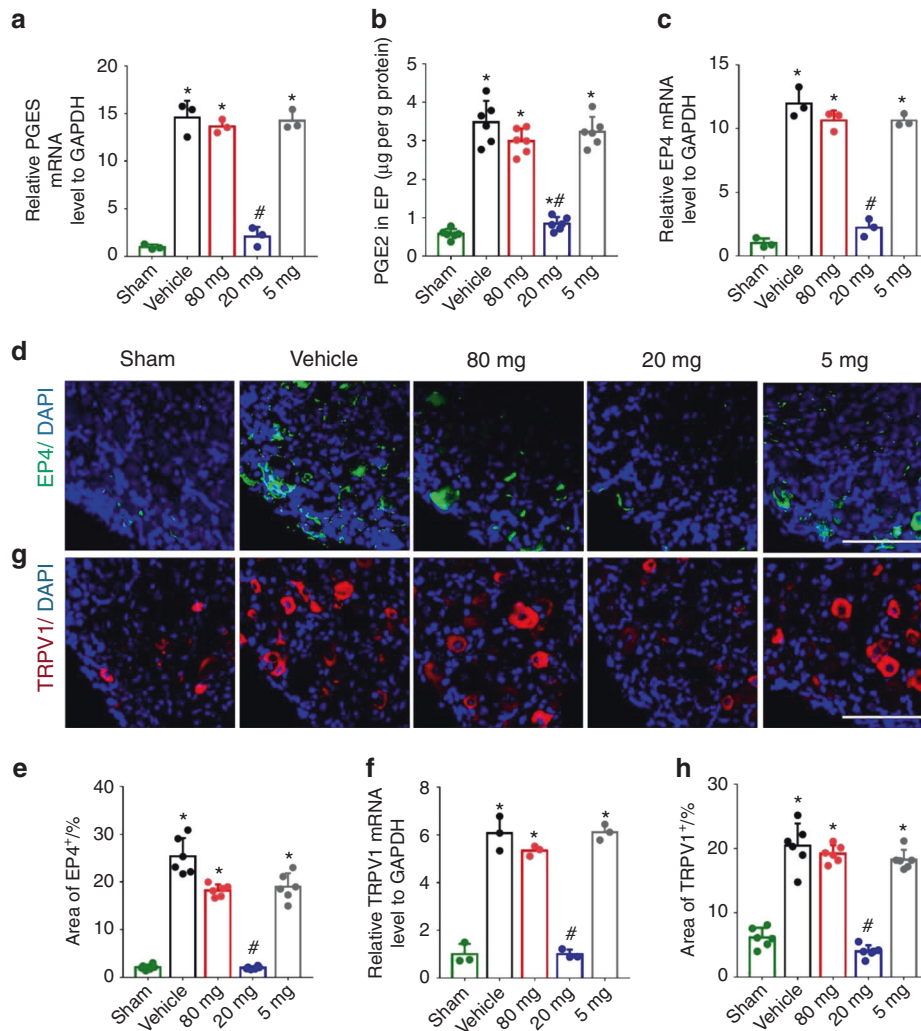 a
Relative PGES
mRNA
level to GAPDH
20
15
10
5
0
*
*
#
*
Sham
Vehicle
80 mg
20 mg
5 mg
b
PGE2 in EP (μg per g protein)
5
4
3
2
1
0
*
*
*#
*
Sham
Vehicle
80 mg
20 mg
5 mg
c
Relative EP4 mRNA
level to GAPDH
15
10
5
0
*
*
#
*
Sham
Vehicle
80 mg
20 mg
5 mg
d
Sham
Vehicle
80 mg
20 mg
5 mg
EP4/ DAPI
g
TRPV1/ DAPI
e
Area of EP4⁺/%
40
30
20
10
0
*
*
#
*
Sham
Vehicle
80 mg
20 mg
5 mg
f
Relative TRPV1 mRNA
level to GAPDH
8
6
4
2
0
*
*
#
*
Sham
Vehicle
80 mg
20 mg
5 mg
h
Area of TRPV1⁺/%
30
20
10
0
*
*
#
*
Sham
Vehicle
80 mg
20 mg
5 mg